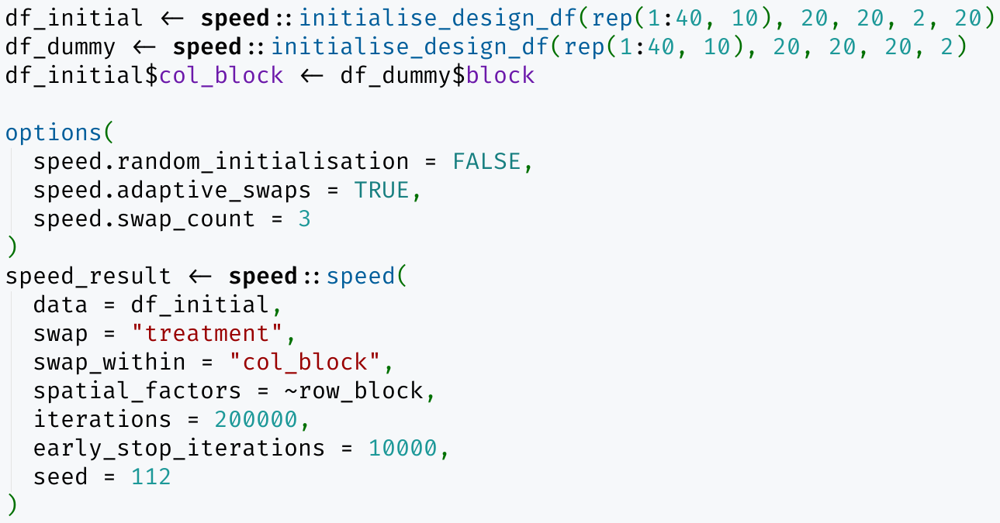 df_initial <- speed::initialise_design_df(rep(1:40, 10), 20, 20, 2, 20)
df_dummy <- speed::initialise_design_df(rep(1:40, 10), 20, 20, 20, 2)
df_initial$col_block <- df_dummy$block
options(
speed.random_initialisation = FALSE,
speed.adaptive_swaps = TRUE,
speed.swap_count = 3
)
speed_result <- speed::speed(
data = df_initial,
swap = "treatment",
swap_within = "col_block",
spatial_factors = ~row_block,
iterations = 200000,
early_stop_iterations = 10000,
seed = 112
)